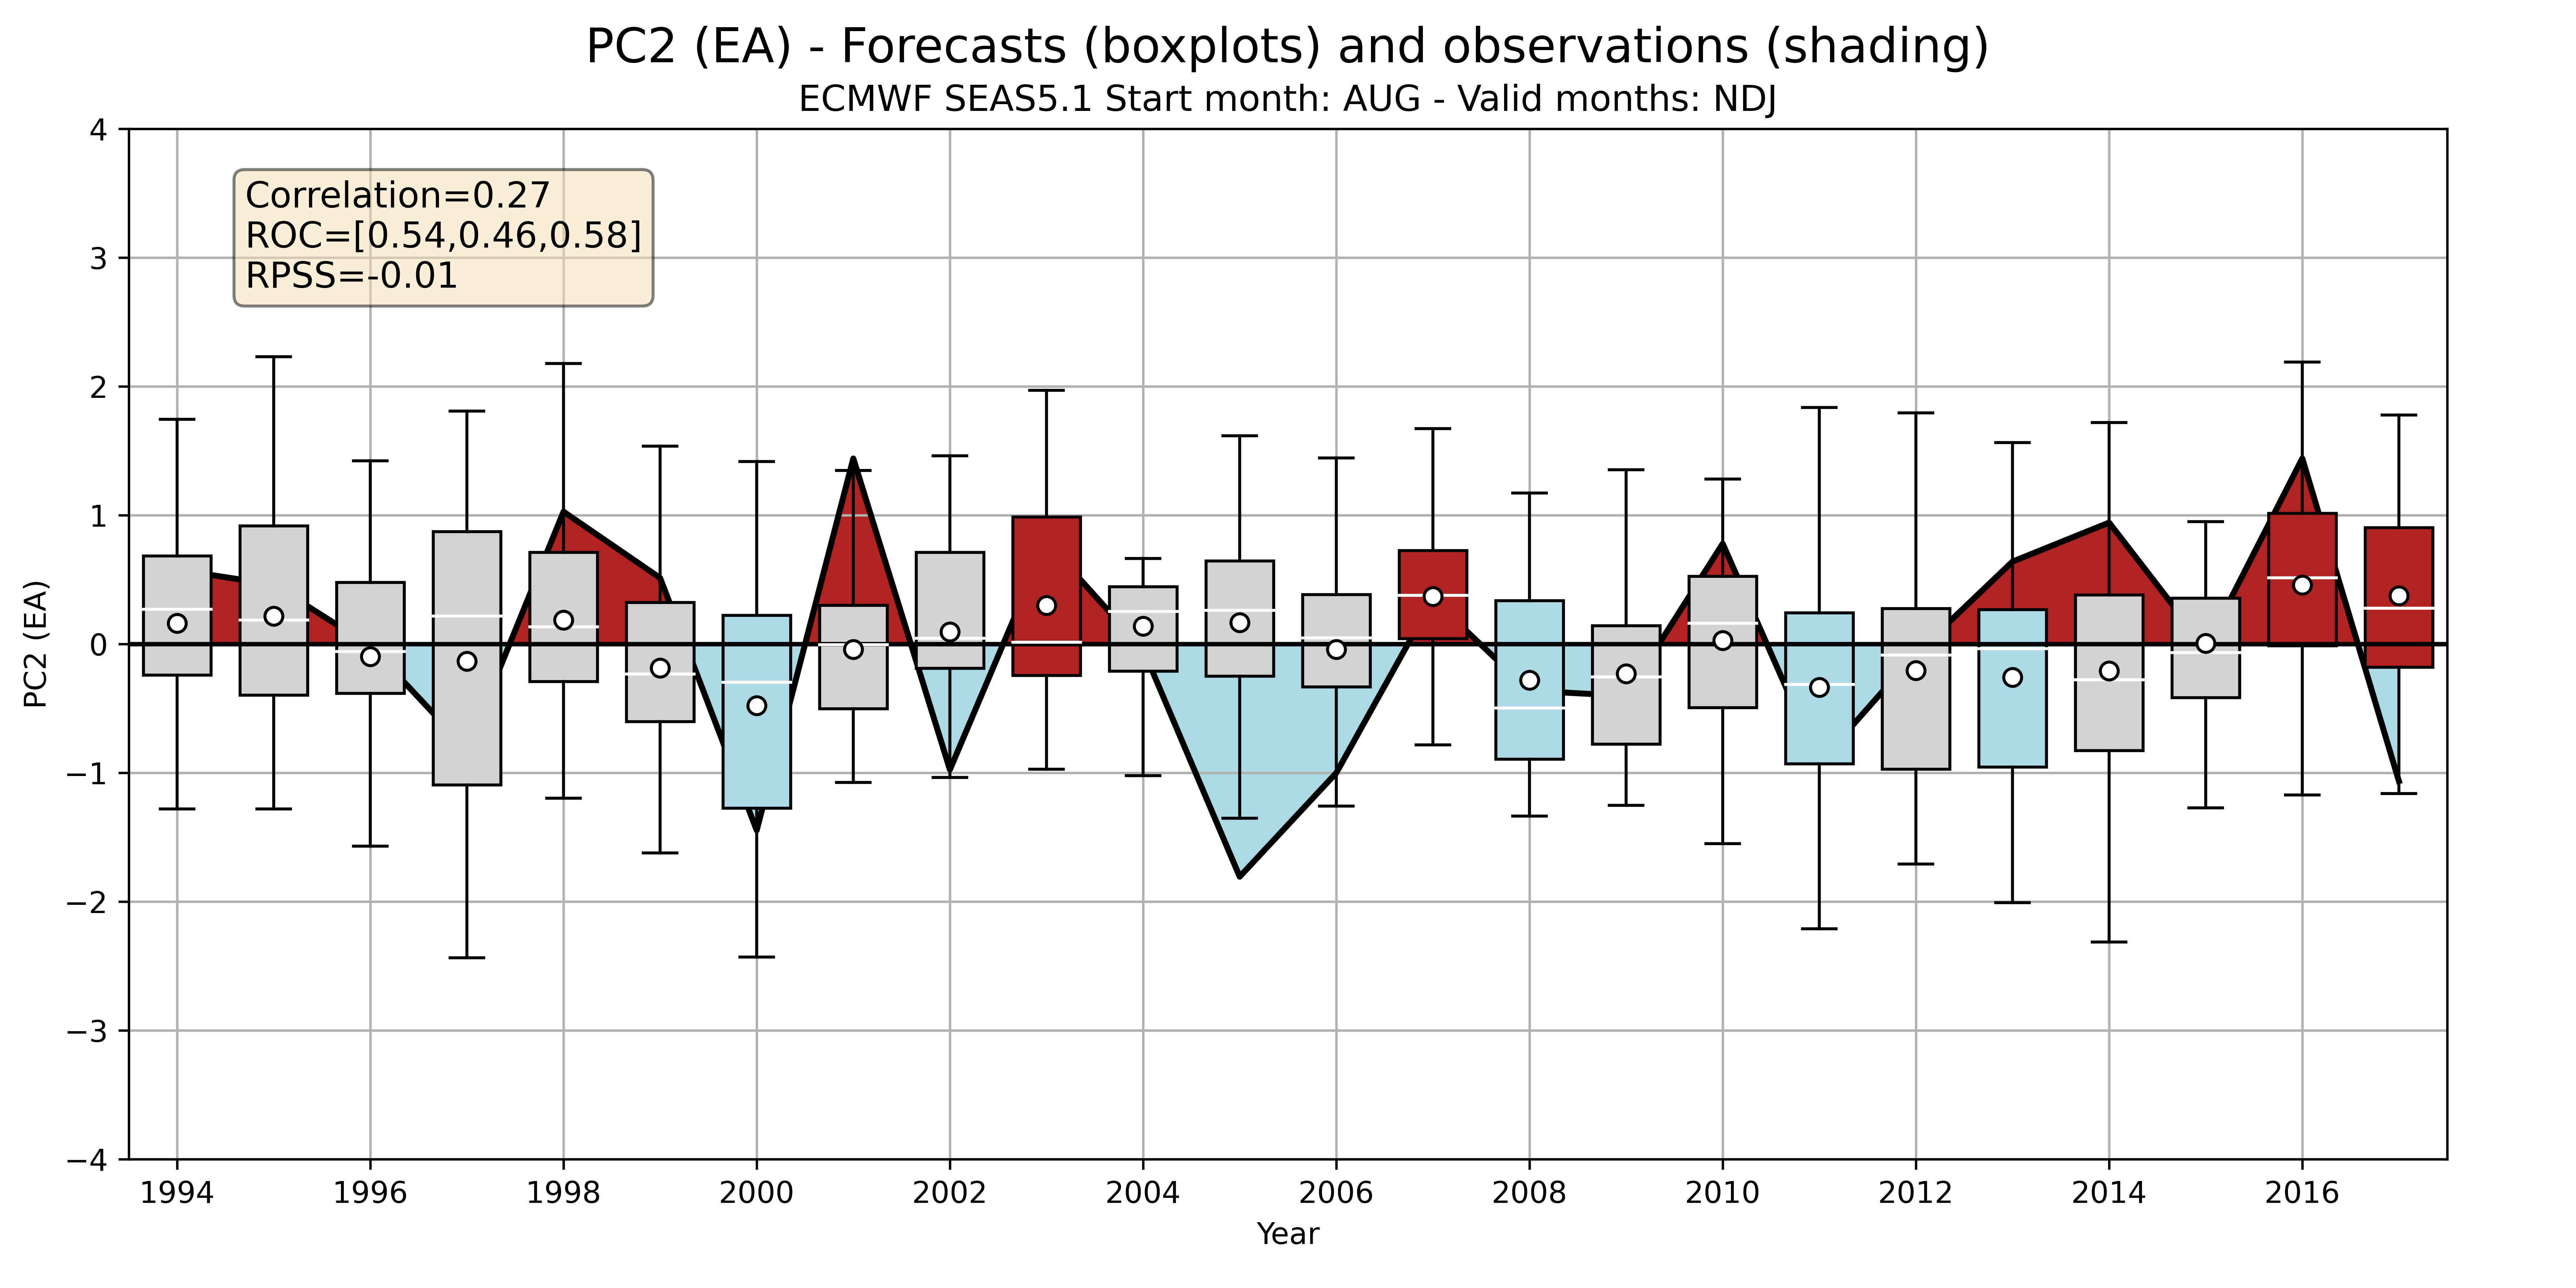 PC2 (EA) - Forecasts (boxplots) and observations (shading)
ECMWF SEAS5.1 Start month: AUG - Valid months: NDJ
Correlation=0.27
ROC=[0.54,0.46,0.58]
RPSS=-0.01
PC2 (EA)
4
3
2
1
0
−1
−2
−3
−4
1994 1996 1998 2000 2002 2004 2006 2008 2010 2012 2014 2016
Year